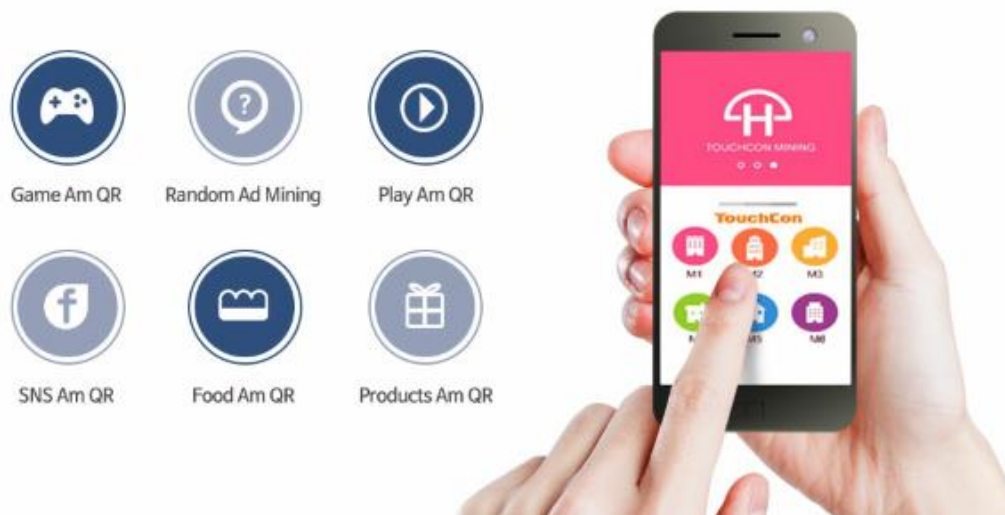 Game Am QR
Random Ad Mining
Play Am QR
SNS Am QR
Food Am QR
Products Am QR
H
TOUCHCON MINING
TouchCon
M1
M3
M5
M6